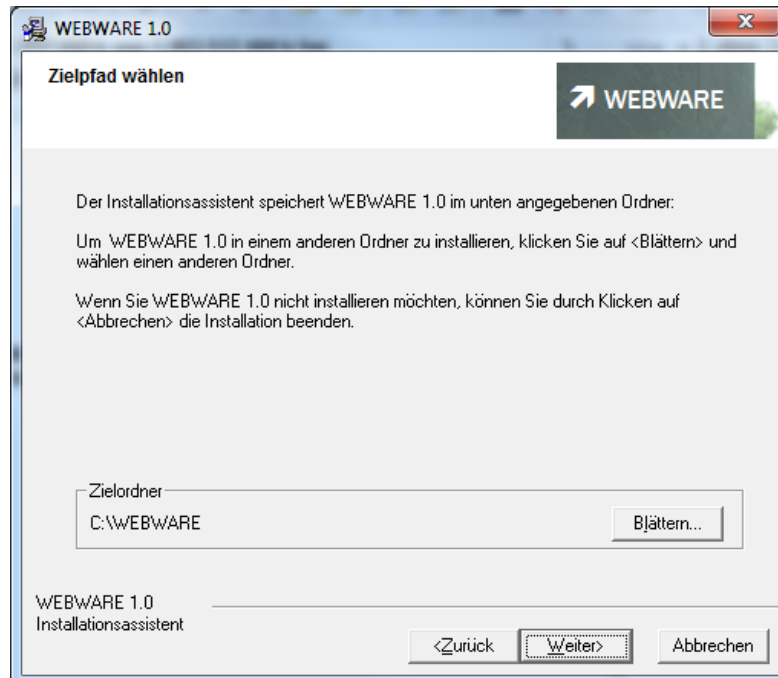 WEBWARE 1.0
Zielpfad wählen
WEBWARE
Der Installationsassistent speichert WEBWARE 1.0 im unten angegebenen Ordner:
Um WEBWARE 1.0 in einem anderen Ordner zu installieren, klicken Sie auf <Blättern> und
wählen einen anderen Ordner.
Wenn Sie WEBWARE 1.0 nicht installieren möchten, können Sie durch Klicken auf
<Abbrechen> die Installation beenden.
Zielordner
C:\WEBWARE
Blättern...
WEBWARE 1.0
Installationsassistent
<Zurück
Weiter>
Abbrechen